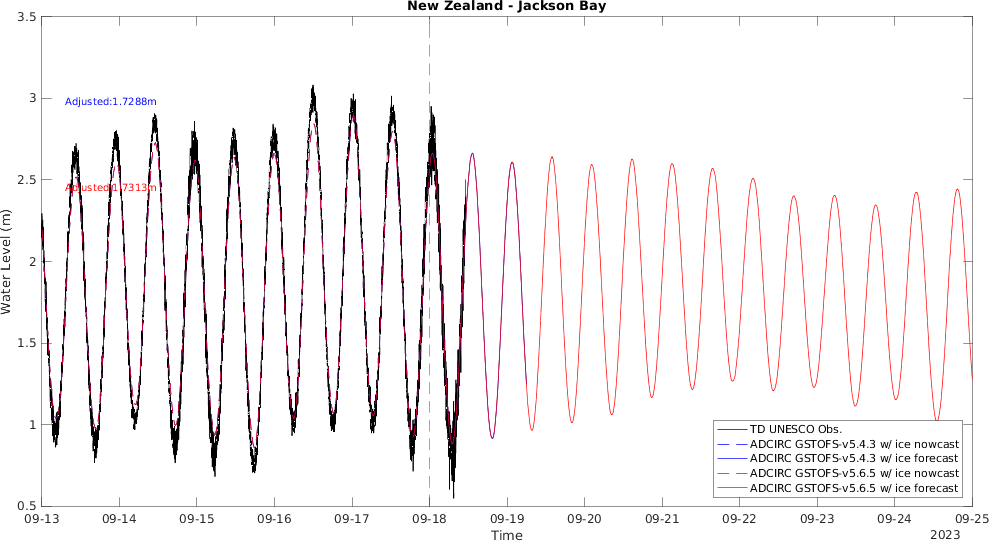 New Zealand - Jackson Bay
3.5
3
2.5
2
1.5
1
0.5
Water Level (m)
Adjusted:1.7288m
Adjusted:1.7313m
TD UNESCO Obs.
ADCIRC GSTOFS-v5.4.3 w/ ice nowcast
ADCIRC GSTOFS-v5.4.3 w/ ice forecast
ADCIRC GSTOFS-v5.6.5 w/ ice nowcast
ADCIRC GSTOFS-v5.6.5 w/ ice forecast
09-13 09-14 09-15 09-16 09-17 09-18 09-19 09-20 09-21 09-22 09-23 09-24 09-25
Time
2023